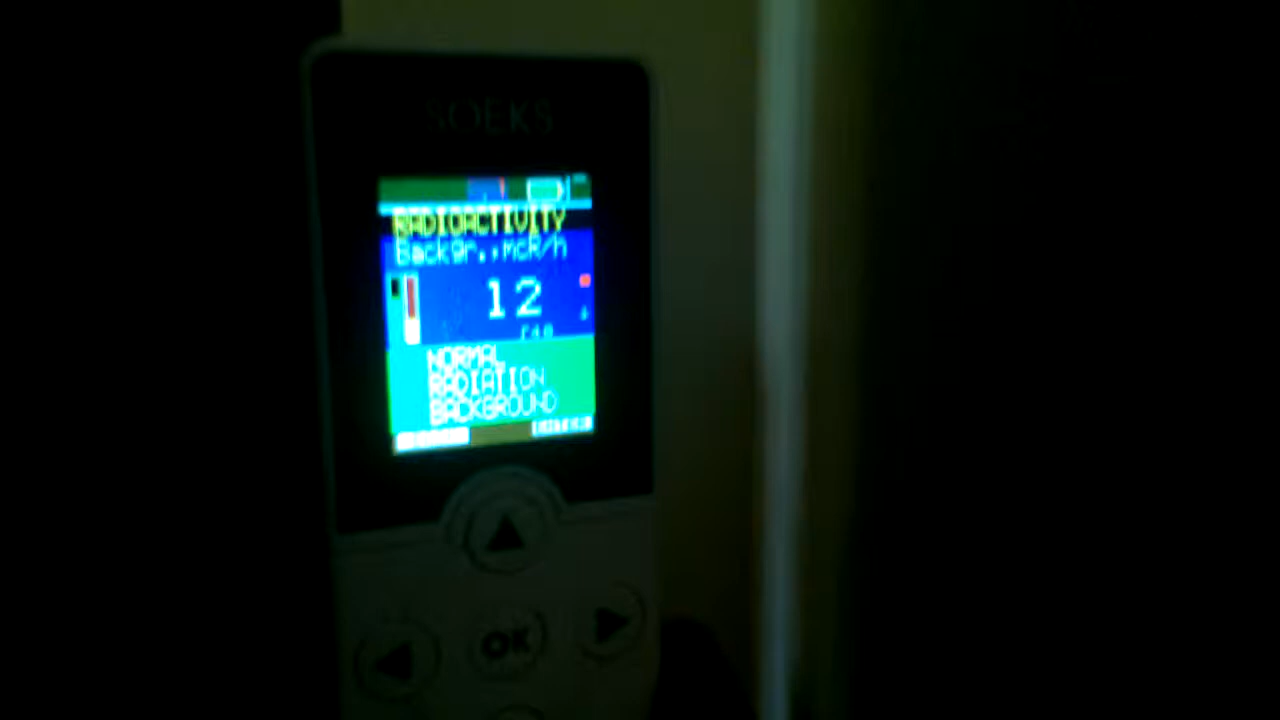 SOEKS
RADIOACTIVITY
Backgr.,mcR/h
12
NORMAL
RADIATION
BACKGROUND
OK